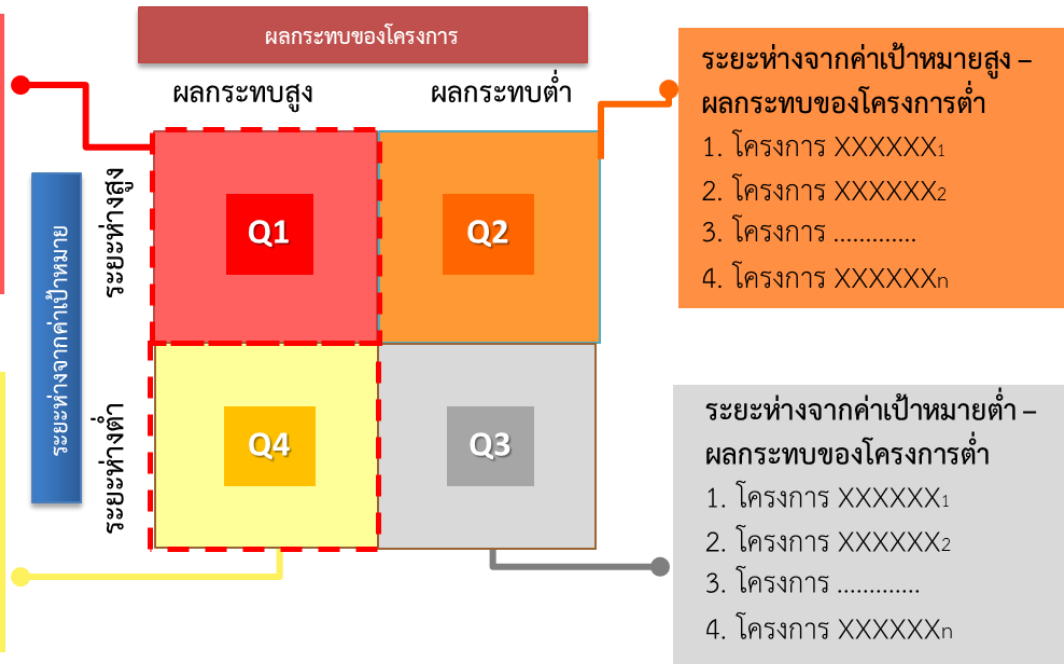 ผลกระทบของโครงการ
ผลกระทบสูง
ผลกระทบต่ำ
ระยะห่างจากค่าเป้าหมาย
ระยะห่างสูง
ระยะห่างต่ำ
Q1
Q2
Q4
Q3
ระยะห่างจากค่าเป้าหมายสูง –
ผลกระทบของโครงการต่ำ
1. โครงการ XXXXXX1
2. โครงการ XXXXXX2
3. โครงการ .............
4. โครงการ XXXXXXn
ระยะห่างจากค่าเป้าหมายต่ำ –
ผลกระทบของโครงการต่ำ
1. โครงการ XXXXXX1
2. โครงการ XXXXXX2
3. โครงการ .............
4. โครงการ XXXXXXn